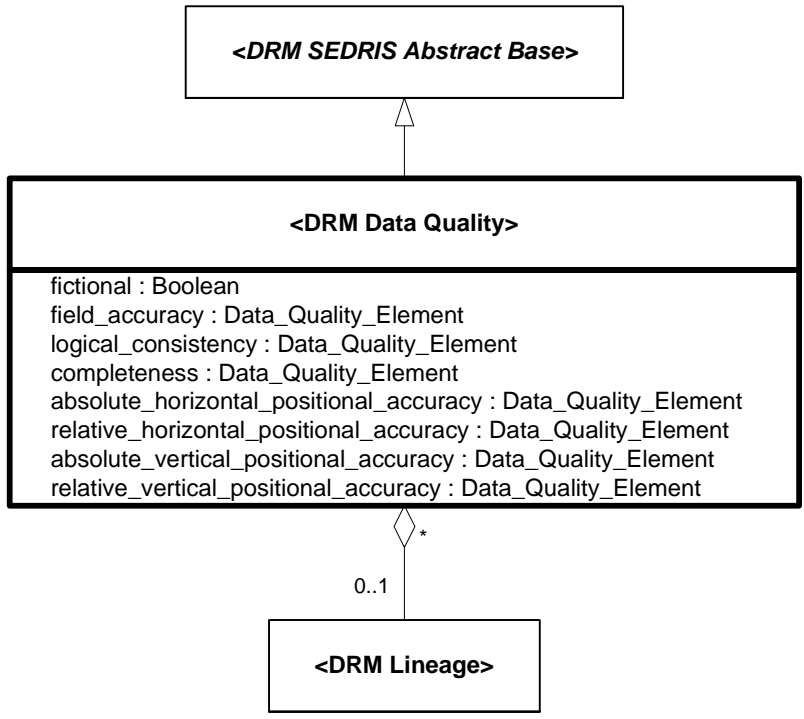 <DRM SEDRIS Abstract Base>
<DRM Data Quality>
fictional : Boolean
field_accuracy : Data_Quality_Element
logical_consistency : Data_Quality_Element
completeness : Data_Quality_Element
absolute_horizontal_positional_accuracy : Data_Quality_Element
relative_horizontal_positional_accuracy : Data_Quality_Element
absolute_vertical_positional_accuracy : Data_Quality_Element
relative_vertical_positional_accuracy : Data_Quality_Element
*
0..1
<DRM Lineage>